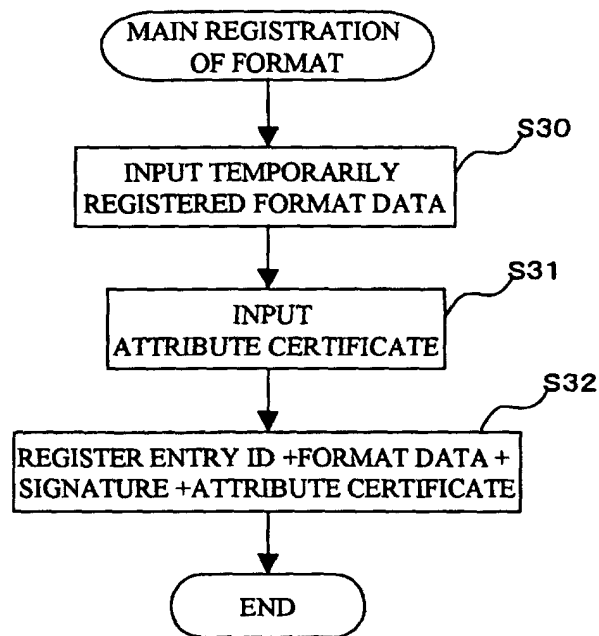 MAIN REGISTRATION
OF FORMAT
S30
INPUT TEMPORARILY
REGISTERED FORMAT DATA
S31
INPUT
ATTRIBUTE CERTIFICATE
S32
REGISTER ENTRY ID +FORMAT DATA +
SIGNATURE +ATTRIBUTE CERTIFICATE
END